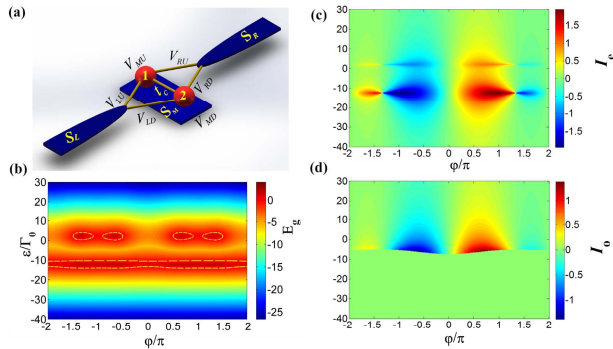 (a)
S_R
V_MU
V_RU
1
V_RD
t_c
2
V_LU
S_M
V_LD
V_MD
S_L
(b)
30
20
10
0
-10
-20
-30
-40
ε/Γ_0
-2 -1.5 -1 -0.5 0 0.5 1 1.5 2
φ/π
E_g
0
-5
-10
-15
-20
-25
(c)
30
20
10
0
-10
-20
-30
-40
-2 -1.5 -1 -0.5 0 0.5 1 1.5 2
φ/π
I_e
1.5
1
0.5
0
-0.5
-1
-1.5
(d)
30
20
10
0
-10
-20
-30
-40
-2 -1.5 -1 -0.5 0 0.5 1 1.5 2
φ/π
I_o
1
0.5
0
-0.5
-1